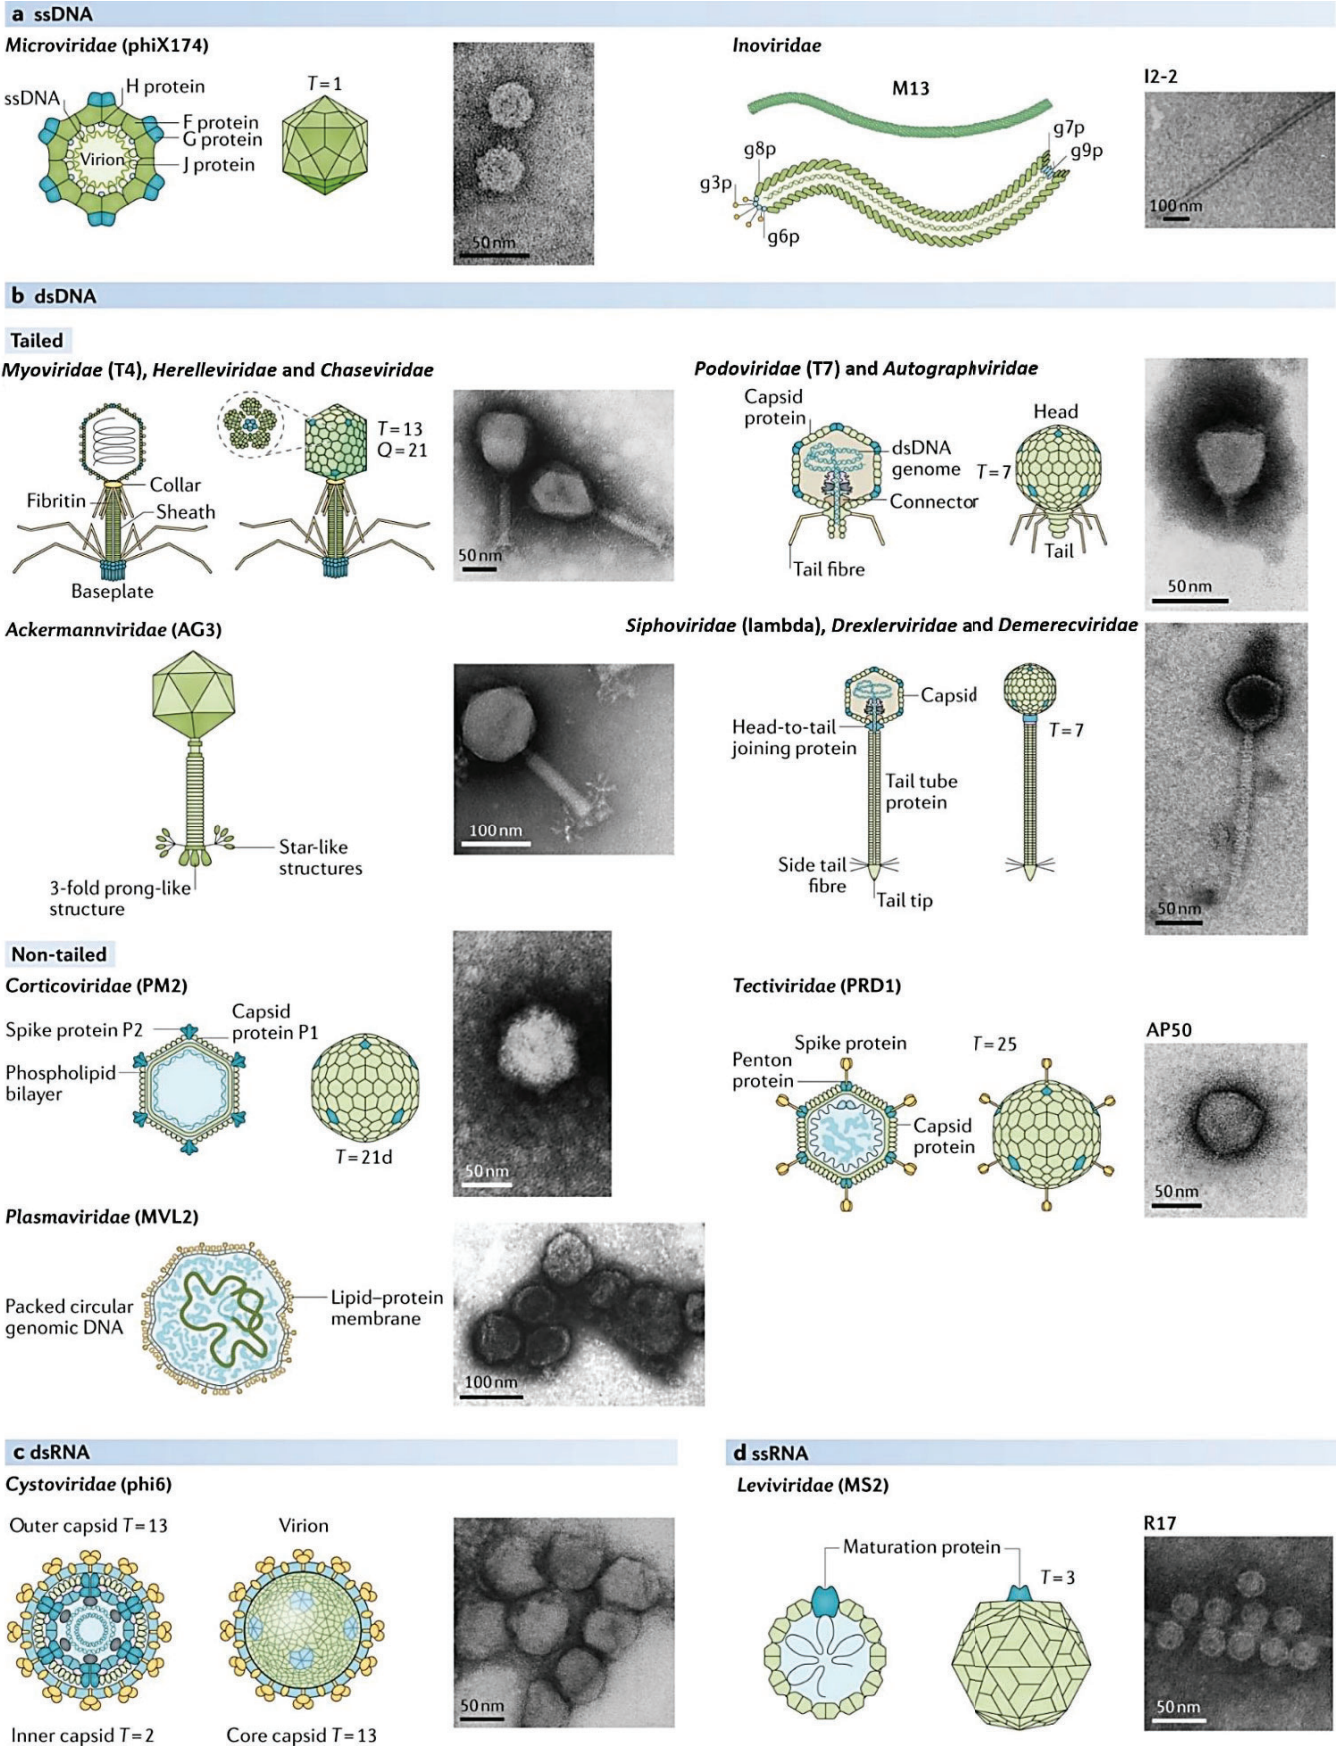 a ssDNA
Microviridae (phiX174)
ssDNA
H protein
F protein
G protein
J protein
Virion
T=1
50 nm
Inoviridae
M13
g7p
g9p
g8p
g3p
g6p
I2-2
100 nm
b dsDNA
Tailed
Myoviridae (T4), Herelleviridae and Chaseviridae
T=13
Q=21
Collar
Fibritin
Sheath
Baseplate
50 nm
Podoviridae (T7) and Autographviridae
Capsid
protein
Head
dsDNA
genome
T=7
Connector
Tail
Tail fibre
50 nm
Ackermannviridae (AG3)
Star-like
structures
3-fold prong-like
structure
100 nm
Siphoviridae (lambda), Drexlerviridae and Demerecviridae
Capsid
Head-to-tail
joining protein
T=7
Tail tube
protein
Side tail
fibre
Tail tip
50 nm
Non-tailed
Corticoviridae (PM2)
Spike protein P2
Capsid
protein P1
Phospholipid
bilayer
T=21d
50 nm
Tectiviridae (PRD1)
Spike protein
Penton
protein
T=25
Capsid
protein
AP50
50 nm
Plasmaviridae (MVL2)
Packed circular
genomic DNA
Lipid–protein
membrane
100 nm
c dsRNA
Cystoviridae (phi6)
Outer capsid T=13
Virion
Inner capsid T=2
Core capsid T=13
50 nm
d ssRNA
Leviviridae (MS2)
Maturation protein
T=3
R17
50 nm